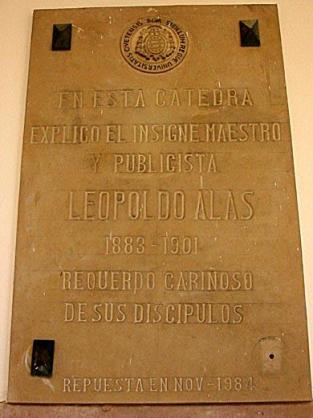 EN ESTA CATEDRA
EXPLICO EL INSIGNE MAESTRO
Y PUBLICISTA
LEOPOLDO ALAS
1883-1901
REQUERDO CARIÑOSO
DE SUS DISCIPULOS
REPUESTA EN NOV-1984